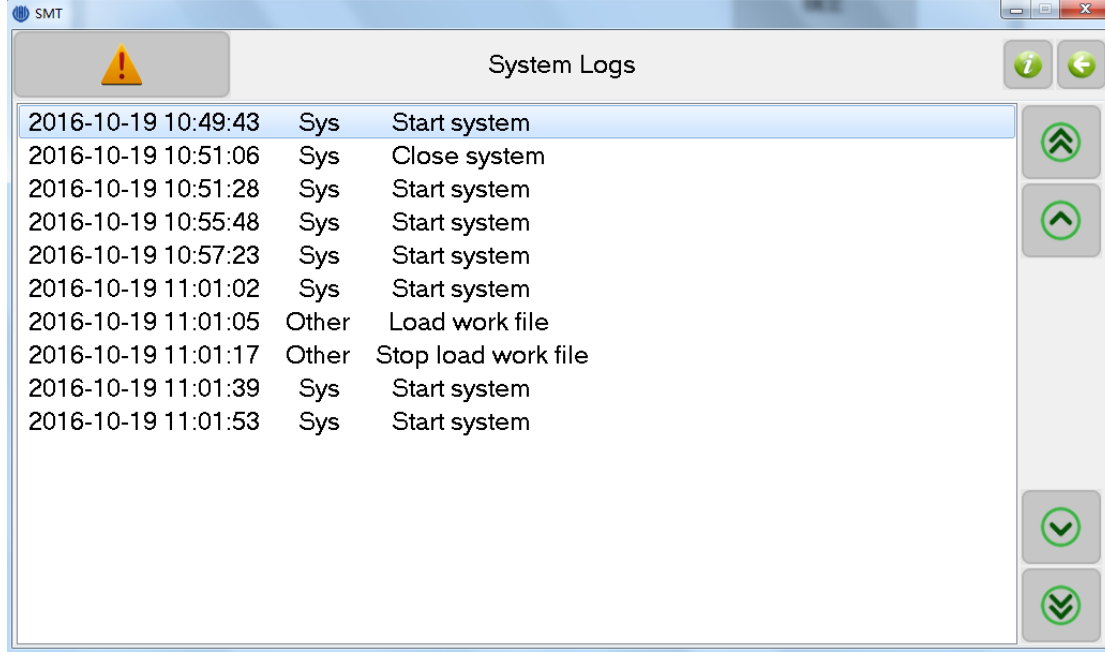 SMT
System Logs
2016-10-19 10:49:43 Sys Start system
2016-10-19 10:51:06 Sys Close system
2016-10-19 10:51:28 Sys Start system
2016-10-19 10:55:48 Sys Start system
2016-10-19 10:57:23 Sys Start system
2016-10-19 11:01:02 Sys Start system
2016-10-19 11:01:05 Other Load work file
2016-10-19 11:01:17 Other Stop load work file
2016-10-19 11:01:39 Sys Start system
2016-10-19 11:01:53 Sys Start system